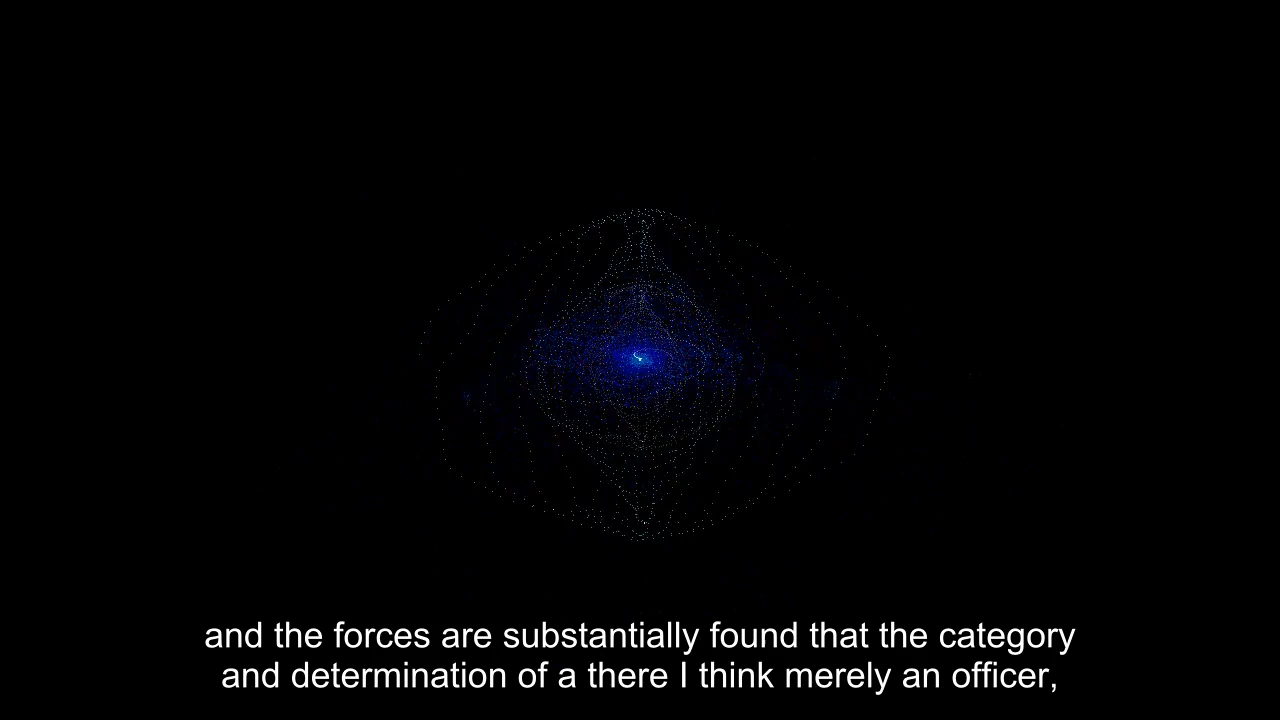 and the forces are substantially found that the category
and determination of a there I think merely an officer,